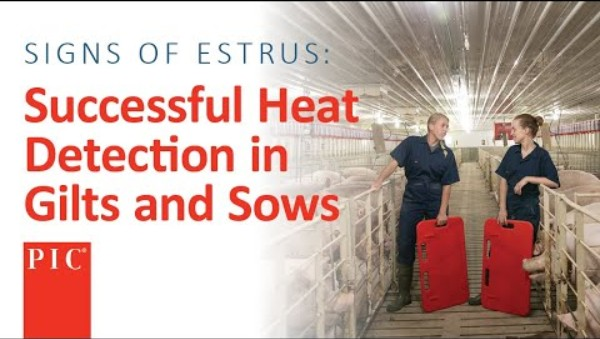 SIGNS OF ESTRUS:
Successful Heat
Detection in
Gilts and Sows
PIC®